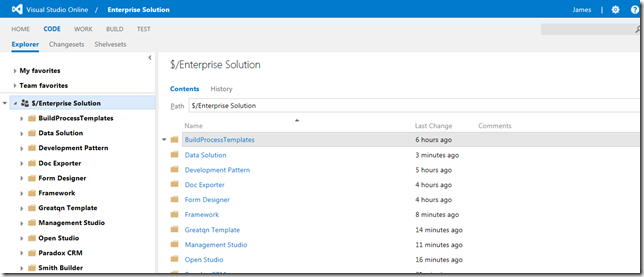 Visual Studio Online / Enterprise Solution James | ?
HOME CODE WORK BUILD TEST
Explorer Changesets Shelvesets
My favorites
Team favorites
$/Enterprise Solution
BuildProcessTemplates
Data Solution
Development Pattern
Doc Exporter
Form Designer
Framework
Greatqn Template
Management Studio
Open Studio
Paradox CRM
Smith Builder
$/Enterprise Solution
Contents History
Path $/Enterprise Solution
Name Last Change Comments
BuildProcessTemplates 6 hours ago
Data Solution 3 minutes ago
Development Pattern 5 hours ago
Doc Exporter 4 hours ago
Form Designer 4 hours ago
Framework 8 minutes ago
Greatqn Template 14 minutes ago
Management Studio 11 minutes ago
Open Studio 16 minutes ago